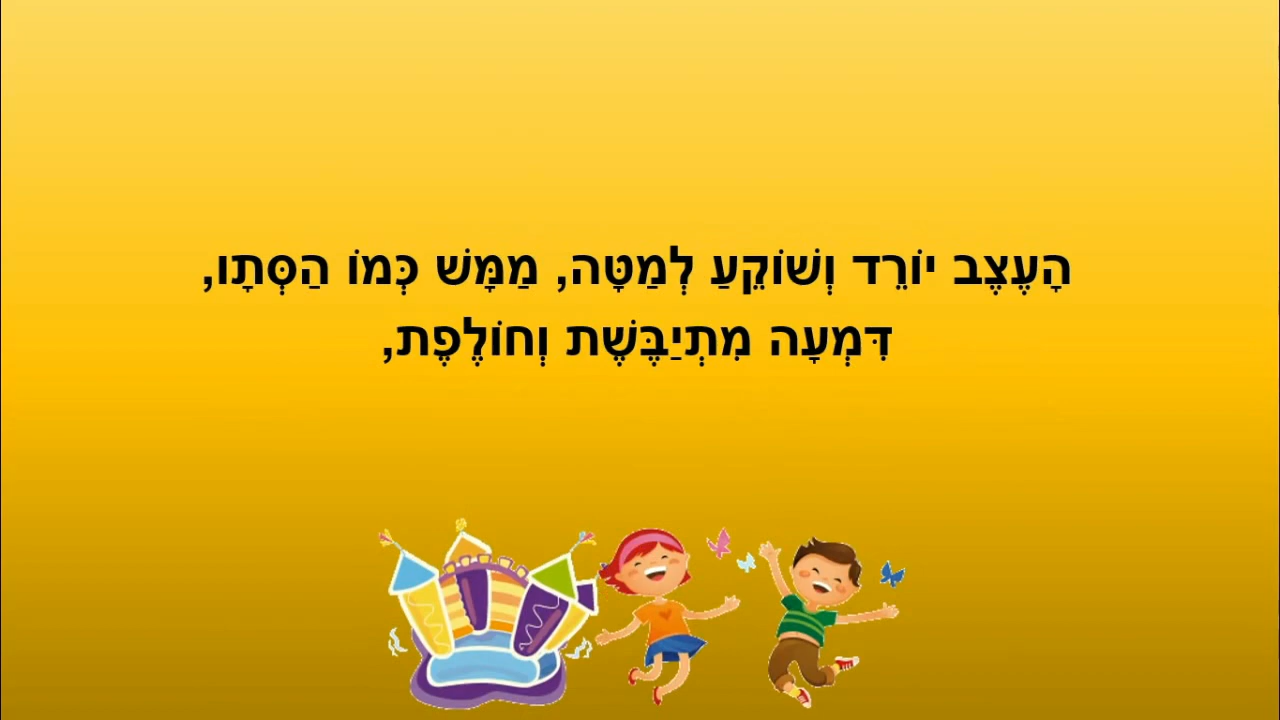 הָעֶצֶב יוֹרֵד וְשׁוֹקֵעַ לְמַטָּה, מַמָּשׁ כְּמוֹ הַסְּתָו,
דִּמְעָה מִתְיַבֶּשֶׁת וְחוֹלֶפֶת,